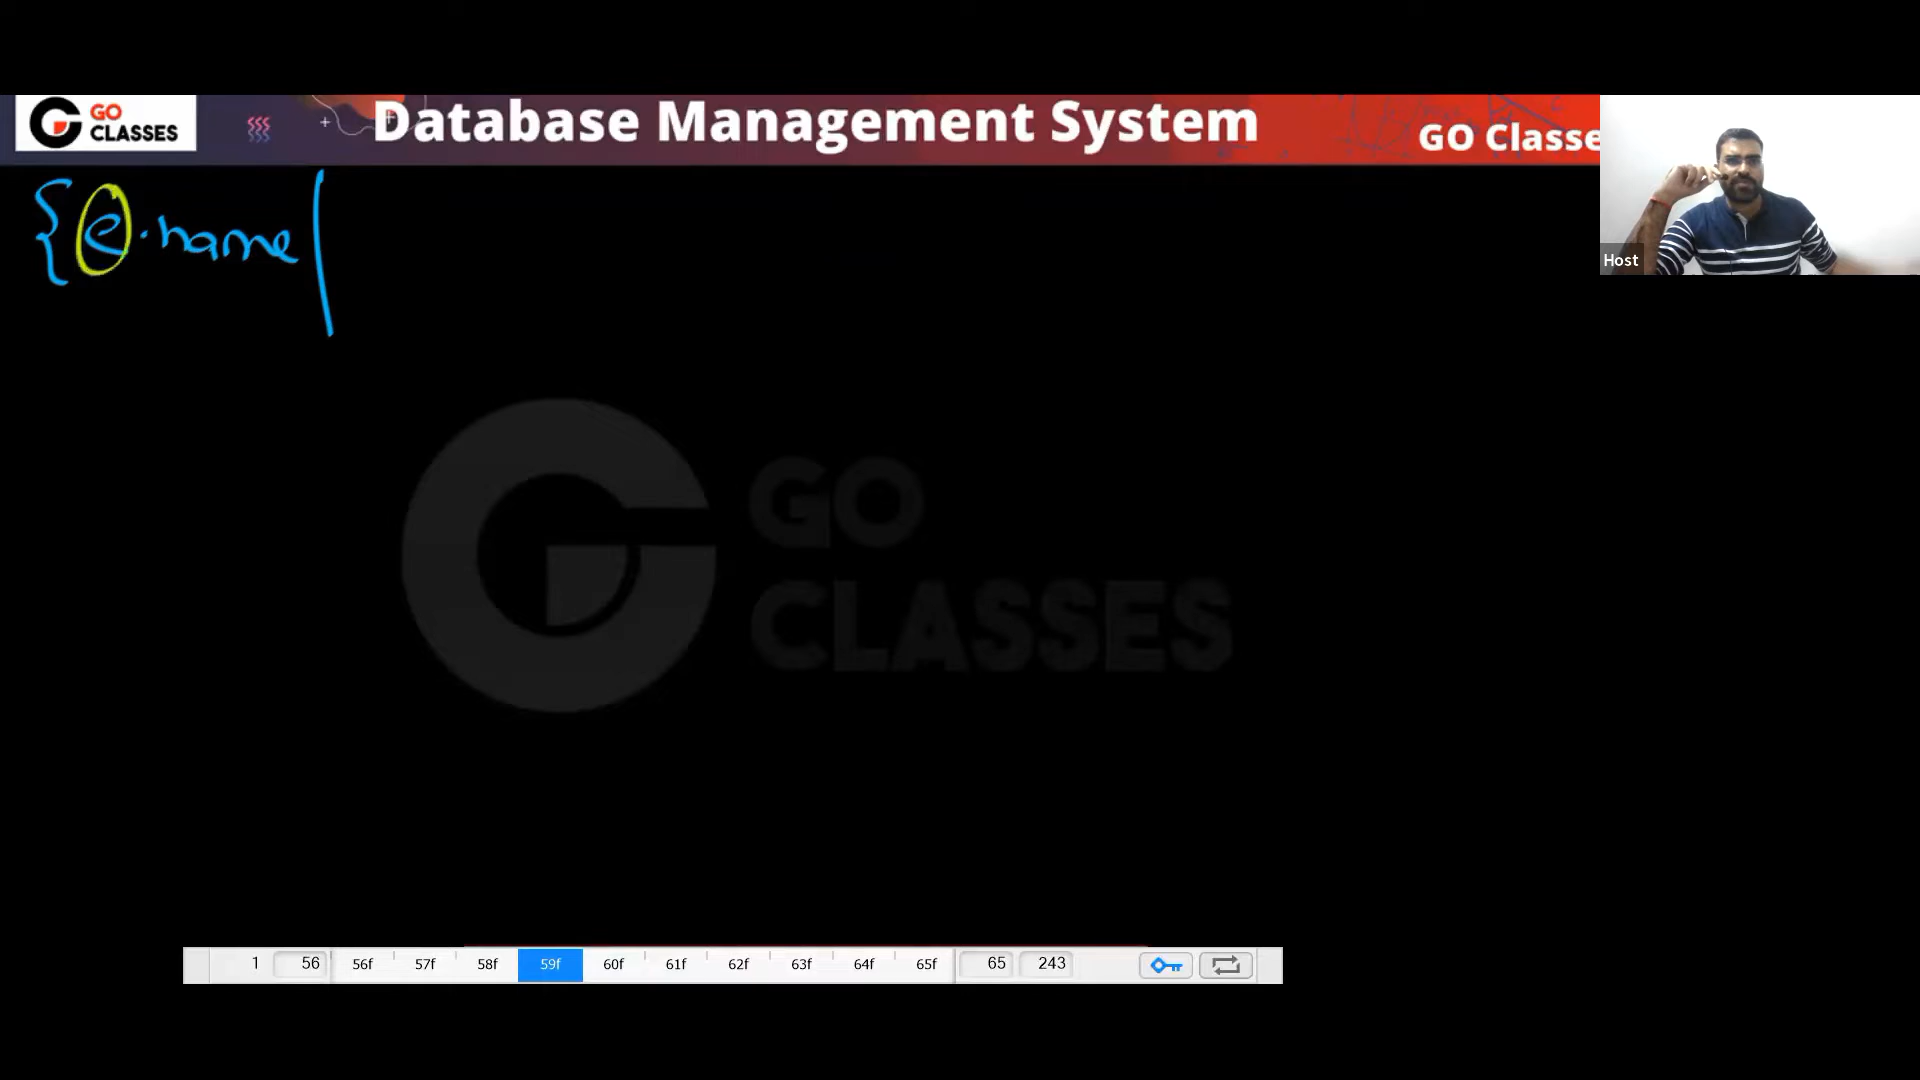 GO
CLASSES
Database Management System
GO Classe
{e.name|
Host
GO
CLASSES
1 56 56f 57f 58f 59f 60f 61f 62f 63f 64f 65f 65 243